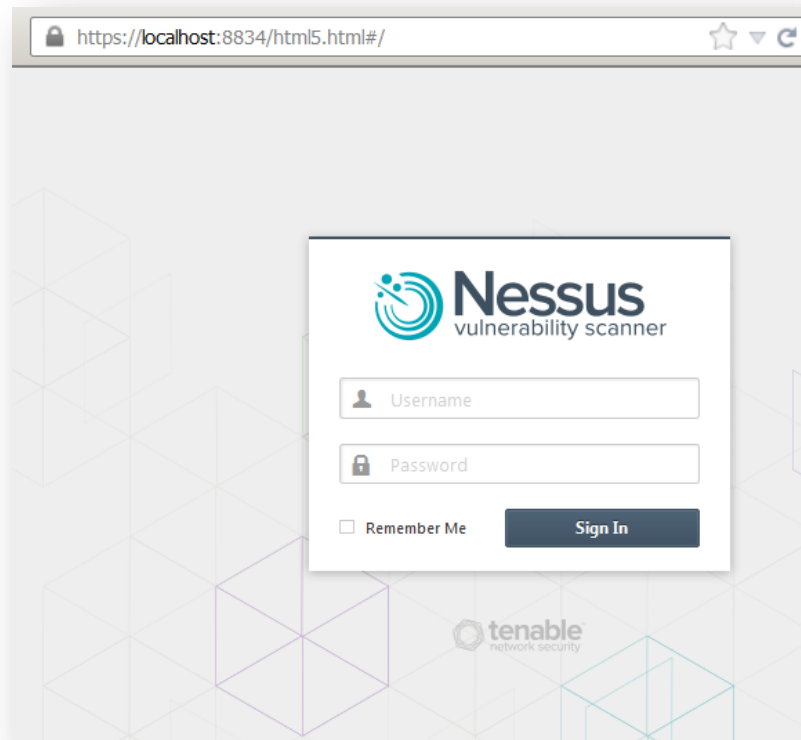 https://localhost:8834/html5.html#/
Nessus
vulnerability scanner
Username
Password
Remember Me
Sign In
tenable
network security